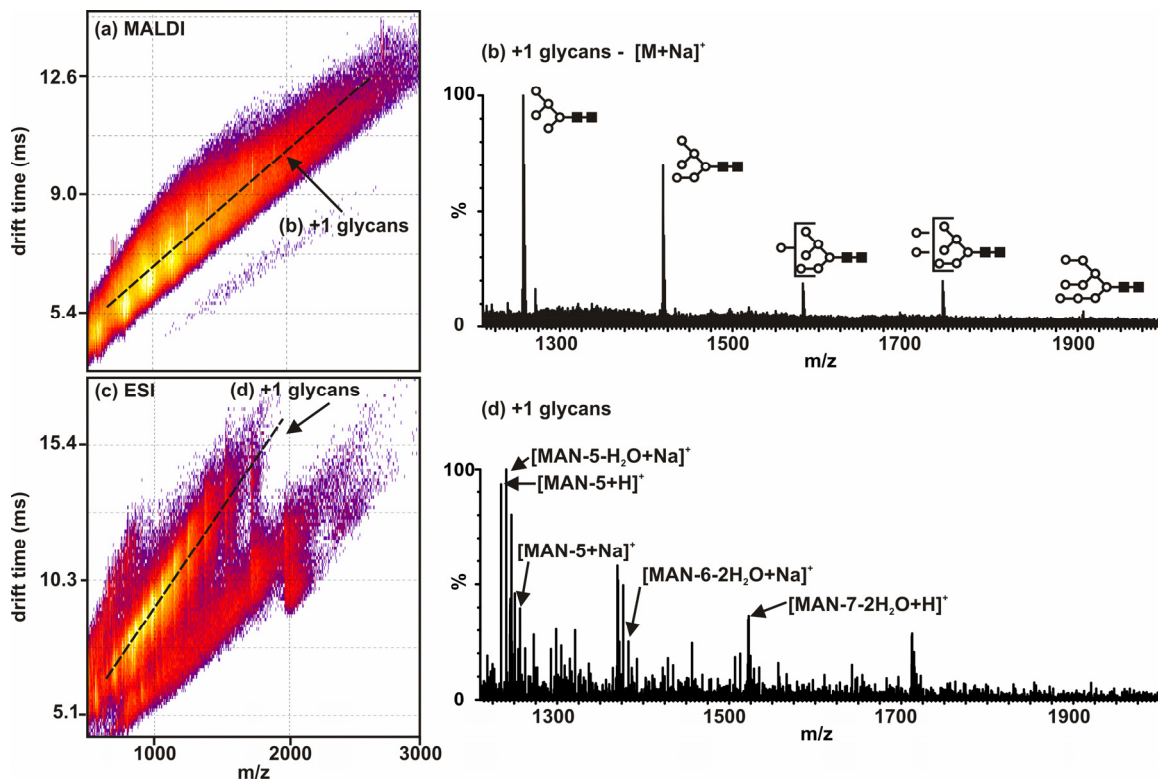 (a) MALDI
12.6
9.0
5.4
drift time (ms)
(b) +1 glycans
(b) +1 glycans - [M+Na]⁺
100
%
0
1300
1500
1700
1900
m/z
(c) ESI
(d) +1 glycans
15.4
10.3
5.1
drift time (ms)
1000
2000
3000
m/z
(d) +1 glycans
100
%
0
[MAN-5-H₂O+Na]⁺
[MAN-5+H]⁺
[MAN-5+Na]⁺
[MAN-6-2H₂O+Na]⁺
[MAN-7-2H₂O+H]⁺
1300
1500
1700
1900
m/z